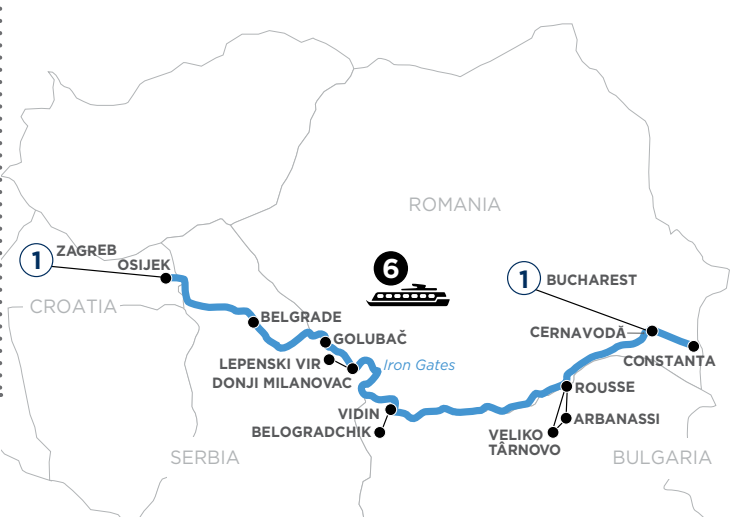 ROMANIA
1
ZAGREB
OSIJEK
6
1
BUCHAREST
CROATIA
BELGRADE
GOLUBAČ
CERNAVODĂ
CONSTANTA
LEPENSKI VIR
Iron Gates
DONJI MILANOVAC
ROUSSE
VIDIN
ARBANASSI
BELOGRADCHIK
VELIKO
TÂRNOVO
SERBIA
BULGARIA